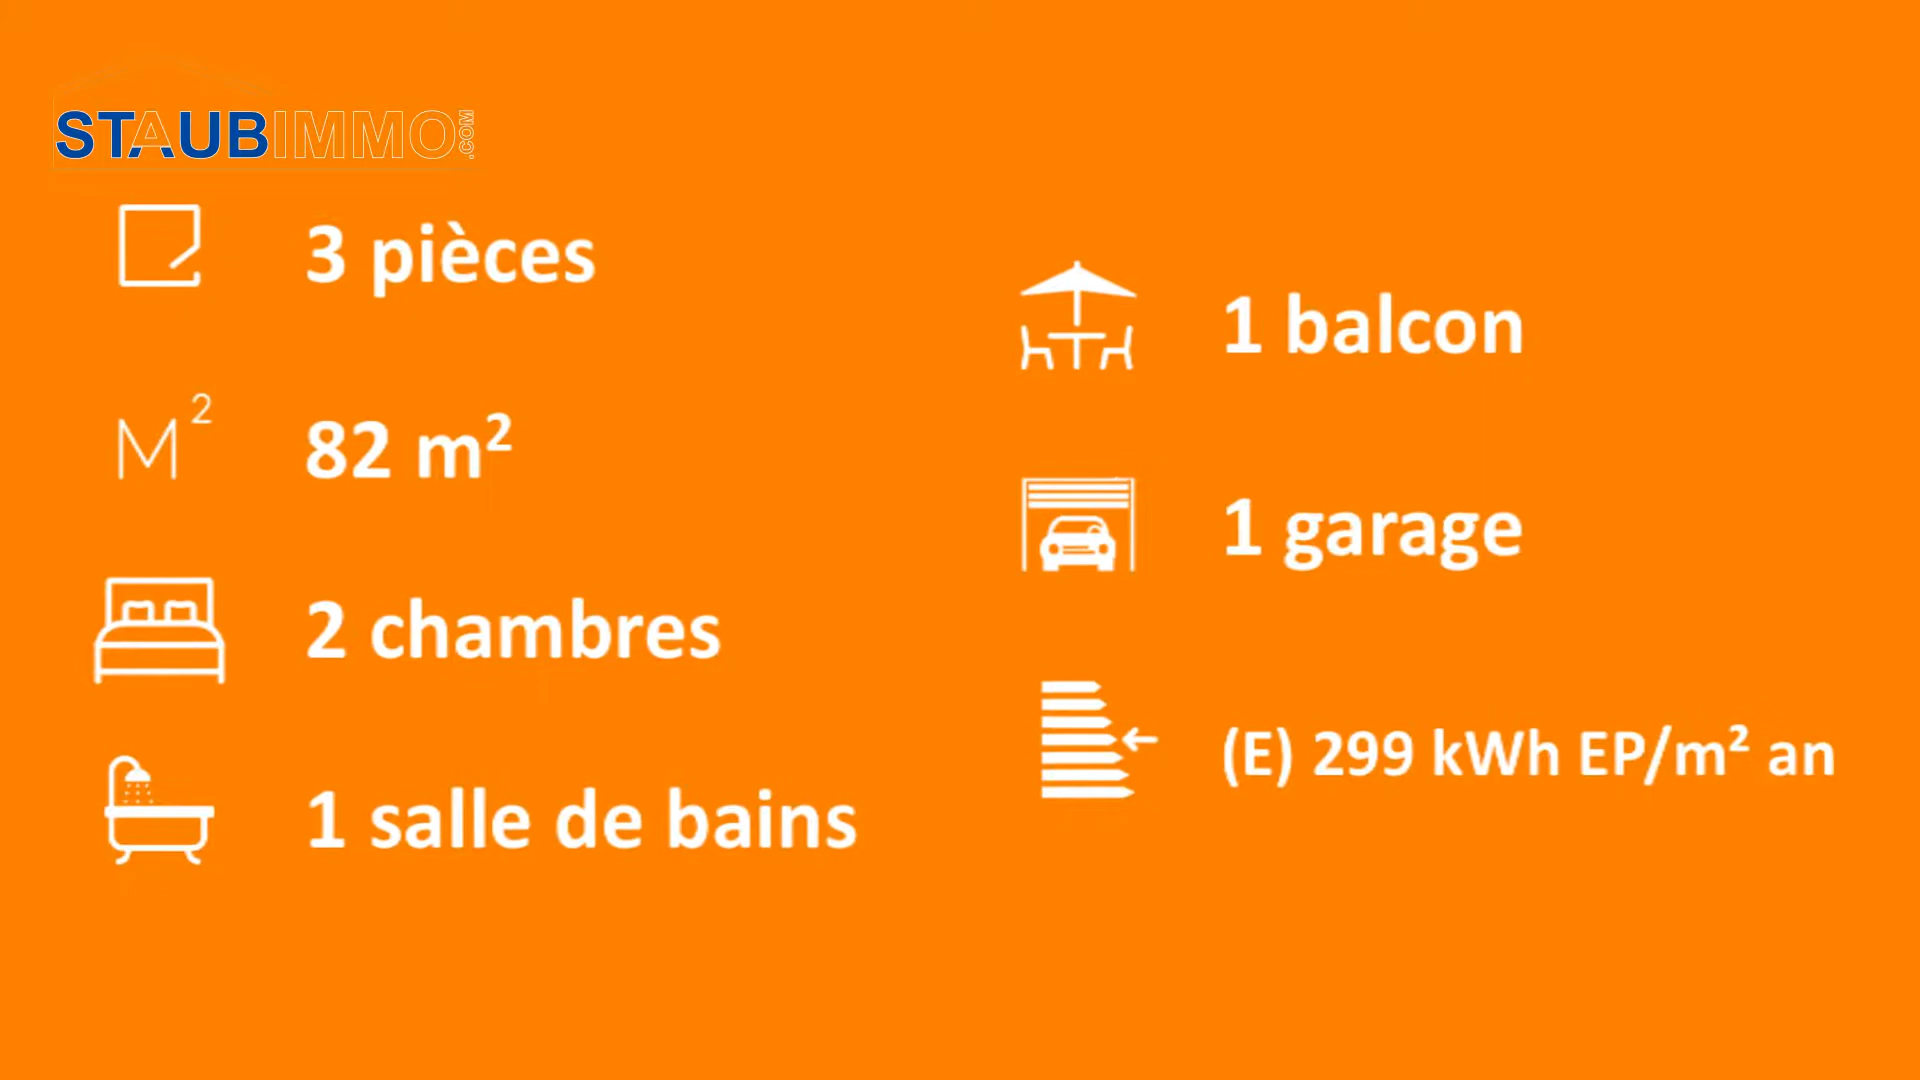 STAUBIMMO.COM
3 pièces
M²
82 m²
2 chambres
1 salle de bains
1 balcon
1 garage
(E) 299 kWh EP/m² an